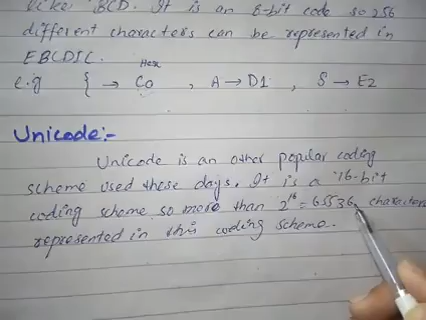 like BCD. It is an 8-bit code so 256
different characters can be represented in
EBCDIC.
Hex
e.g { → C0 , A → D1 , S → E2
Unicode:-
Unicode is an other popular coding
scheme used these days. It is a '16-bit
coding scheme so more than 2¹⁶ = 65536 characters
represented in this coding scheme.